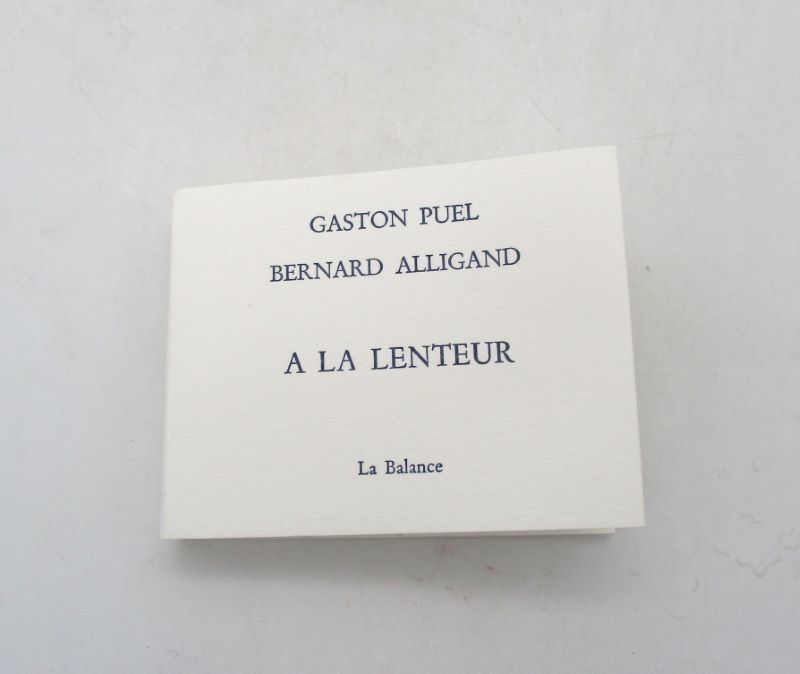 GASTON PUEL
BERNARD ALLIGAND
A LA LENTEUR
La Balance